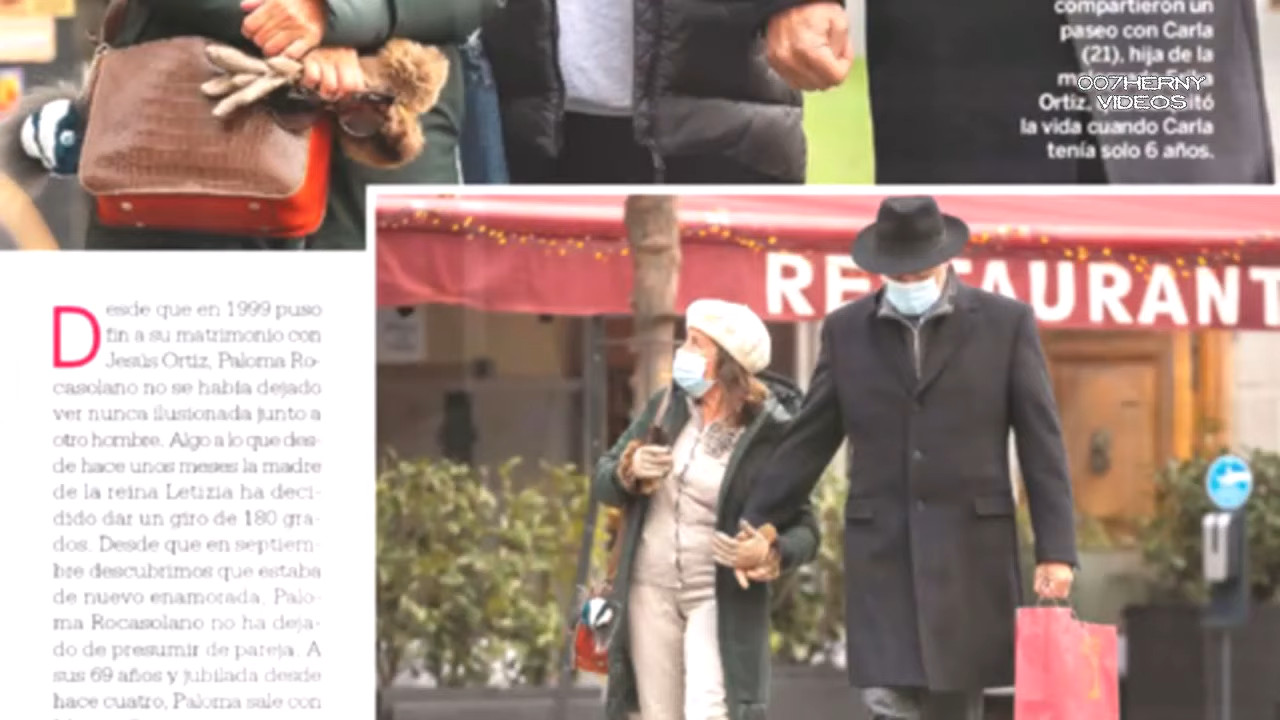 compartieron un
paseo con Carla
(21), hija de la
Ortiz,
la vida cuando Carla
tenía solo 6 años.
007HERNY
VIDEOS
RESTAURANT
Desde que en 1999 puso
fin a su matrimonio con
Jesús Ortiz, Paloma Ro-
casolano no se había dejado
ver nunca ilusionada junto a
otro hombre. Algo a lo que des-
de hace unos meses la madre
de la reina Letizia ha deci-
dido dar un giro de 180 gra-
dos. Desde que en septiem-
bre descubrimos que estaba
de nuevo enamorada, Palo-
ma Rocasolano no ha deja-
do de presumir de pareja. A
sus 69 años y jubilada desde
hace cuatro, Paloma sale con